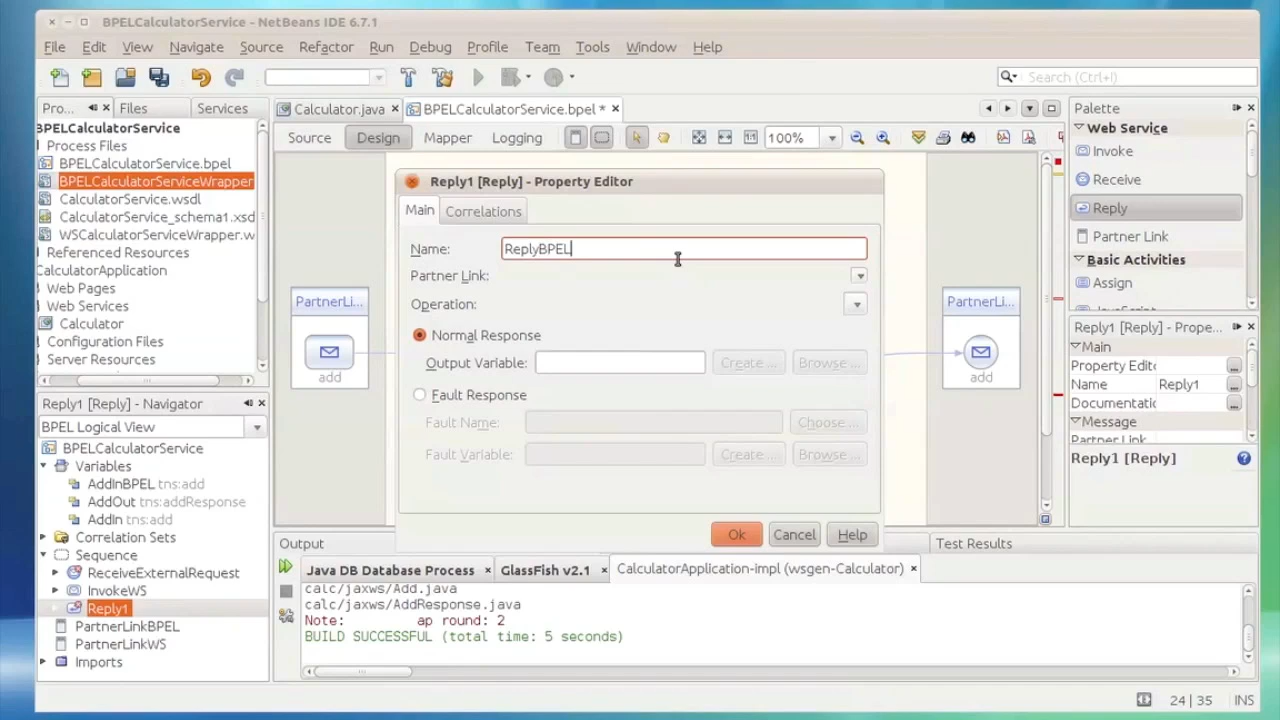 BPELCalculatorService - NetBeans IDE 6.7.1
File Edit View Navigate Source Refactor Run Debug Profile Team Tools Window Help
Search (Ctrl+I)
Pro... Files Services
Calculator.java BPELCalculatorService.bpel *
Palette
BPELCalculatorService
Process Files
BPELCalculatorService.bpel
BPELCalculatorServiceWrapper
CalculatorService.wsdl
CalculatorService_schema1.xsd
WSCalculatorServiceWrapper.w
Referenced Resources
CalculatorApplication
Web Pages
Web Services
Calculator
Configuration Files
Server Resources
Source Design Mapper Logging 100%
Web Service
Invoke
Receive
Reply
Partner Link
Basic Activities
Assign
Reply1 [Reply] - Property Editor
Main Correlations
Name: ReplyBPEL
Partner Link:
Operation:
Normal Response
Output Variable: Create ... Browse ...
Fault Response
Fault Name: Choose ...
Fault Variable: Create ... Browse ...
Ok Cancel Help
PartnerLi...
add
PartnerLi...
add
Reply1 [Reply] - Prope...
Main
Property Edito
Name Reply1
Documentatic
Message
Partner Link
Reply1 [Reply]
Reply1 [Reply] - Navigator
BPEL Logical View
BPELCalculatorService
Variables
AddInBPEL tns:add
AddOut tns:addResponse
AddIn tns:add
Correlation Sets
Sequence
ReceiveExternalRequest
InvokeWS
Reply1
PartnerLinkBPEL
PartnerLinkWS
Imports
Output
Test Results
Java DB Database Process GlassFish v2.1 CalculatorApplication-impl (wsgen-Calculator)
calc/jaxws/Add.java
calc/jaxws/AddResponse.java
Note: ap round: 2
BUILD SUCCESSFUL (total time: 5 seconds)
24 | 35 INS